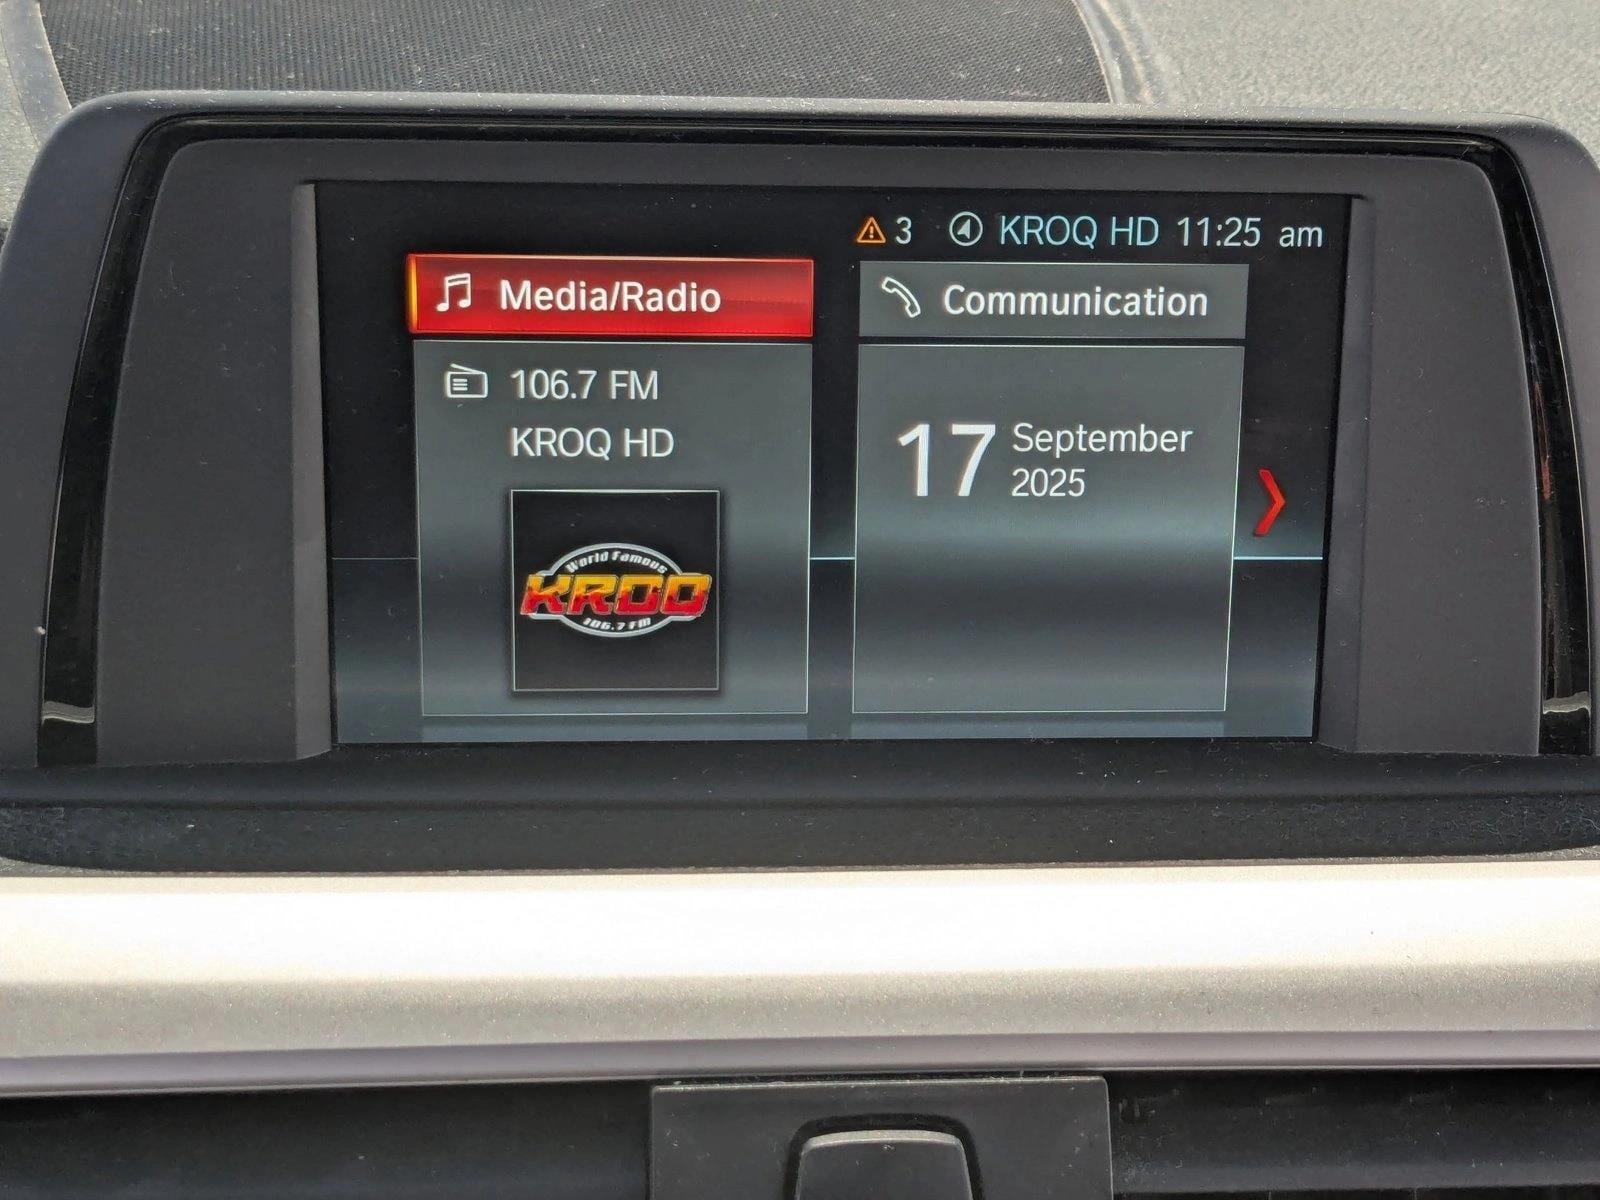 3 KROQ HD 11:25 am
Media/Radio
Communication
106.7 FM
KROQ HD
World Famous
KROQ
106.7 FM
17 September
2025